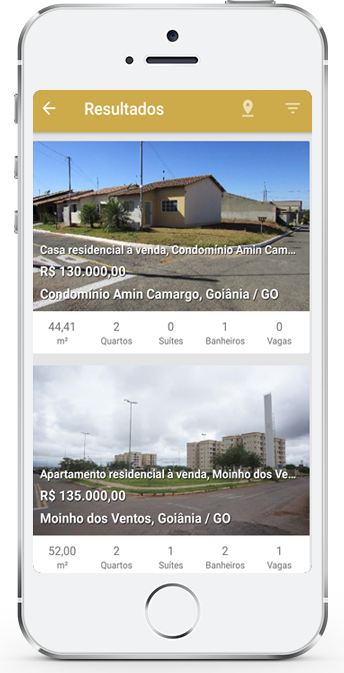 Resultados
Casa residencial a venda, Condomínio Amin Cam...
R$ 130.000,00
Condomínio Amin Camargo, Goiânia / GO
44,41 2 0 1 0
m² Quartos Suítes Banheiros Vagas
Apartamento residencial à venda, Moinho dos Ve...
R$ 135.000,00
Moinho dos Ventos, Goiânia / GO
52,00 2 1 2 1
m² Quartos Suítes Banheiros Vagas